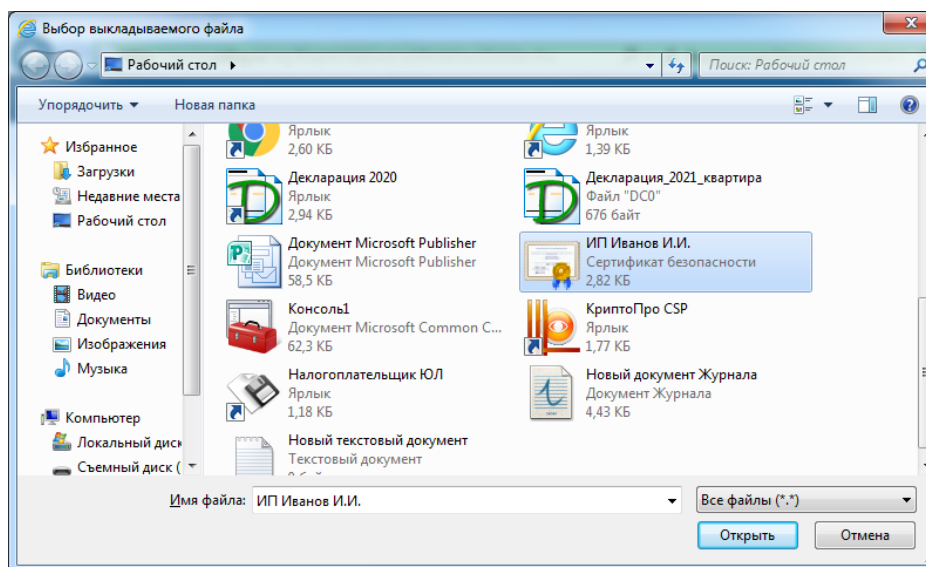 Выбор выкладываемого файла
Рабочий стол
Поиск: Рабочий стол
Упорядочить
Новая папка
Избранное
Загрузки
Недавние места
Рабочий стол
Библиотеки
Видео
Документы
Изображения
Музыка
Компьютер
Локальный диск
Съемный диск (
Ярлык
2,60 КБ
Ярлык
1,39 КБ
Декларация 2020
Ярлык
2,94 КБ
Декларация_2021_квартира
Файл "DC0"
676 байт
Документ Microsoft Publisher
Документ Microsoft Publisher
58,5 КБ
ИП Иванов И.И.
Сертификат безопасности
2,82 КБ
Консоль1
Документ Microsoft Common C...
62,3 КБ
КриптоПро CSP
Ярлык
1,77 КБ
Налогоплательщик ЮЛ
Ярлык
1,18 КБ
Новый документ Журнала
Документ Журнала
4,43 КБ
Новый текстовый документ
Текстовый документ
Имя файла:
ИП Иванов И.И.
Все файлы (*.*)
Открыть
Отмена